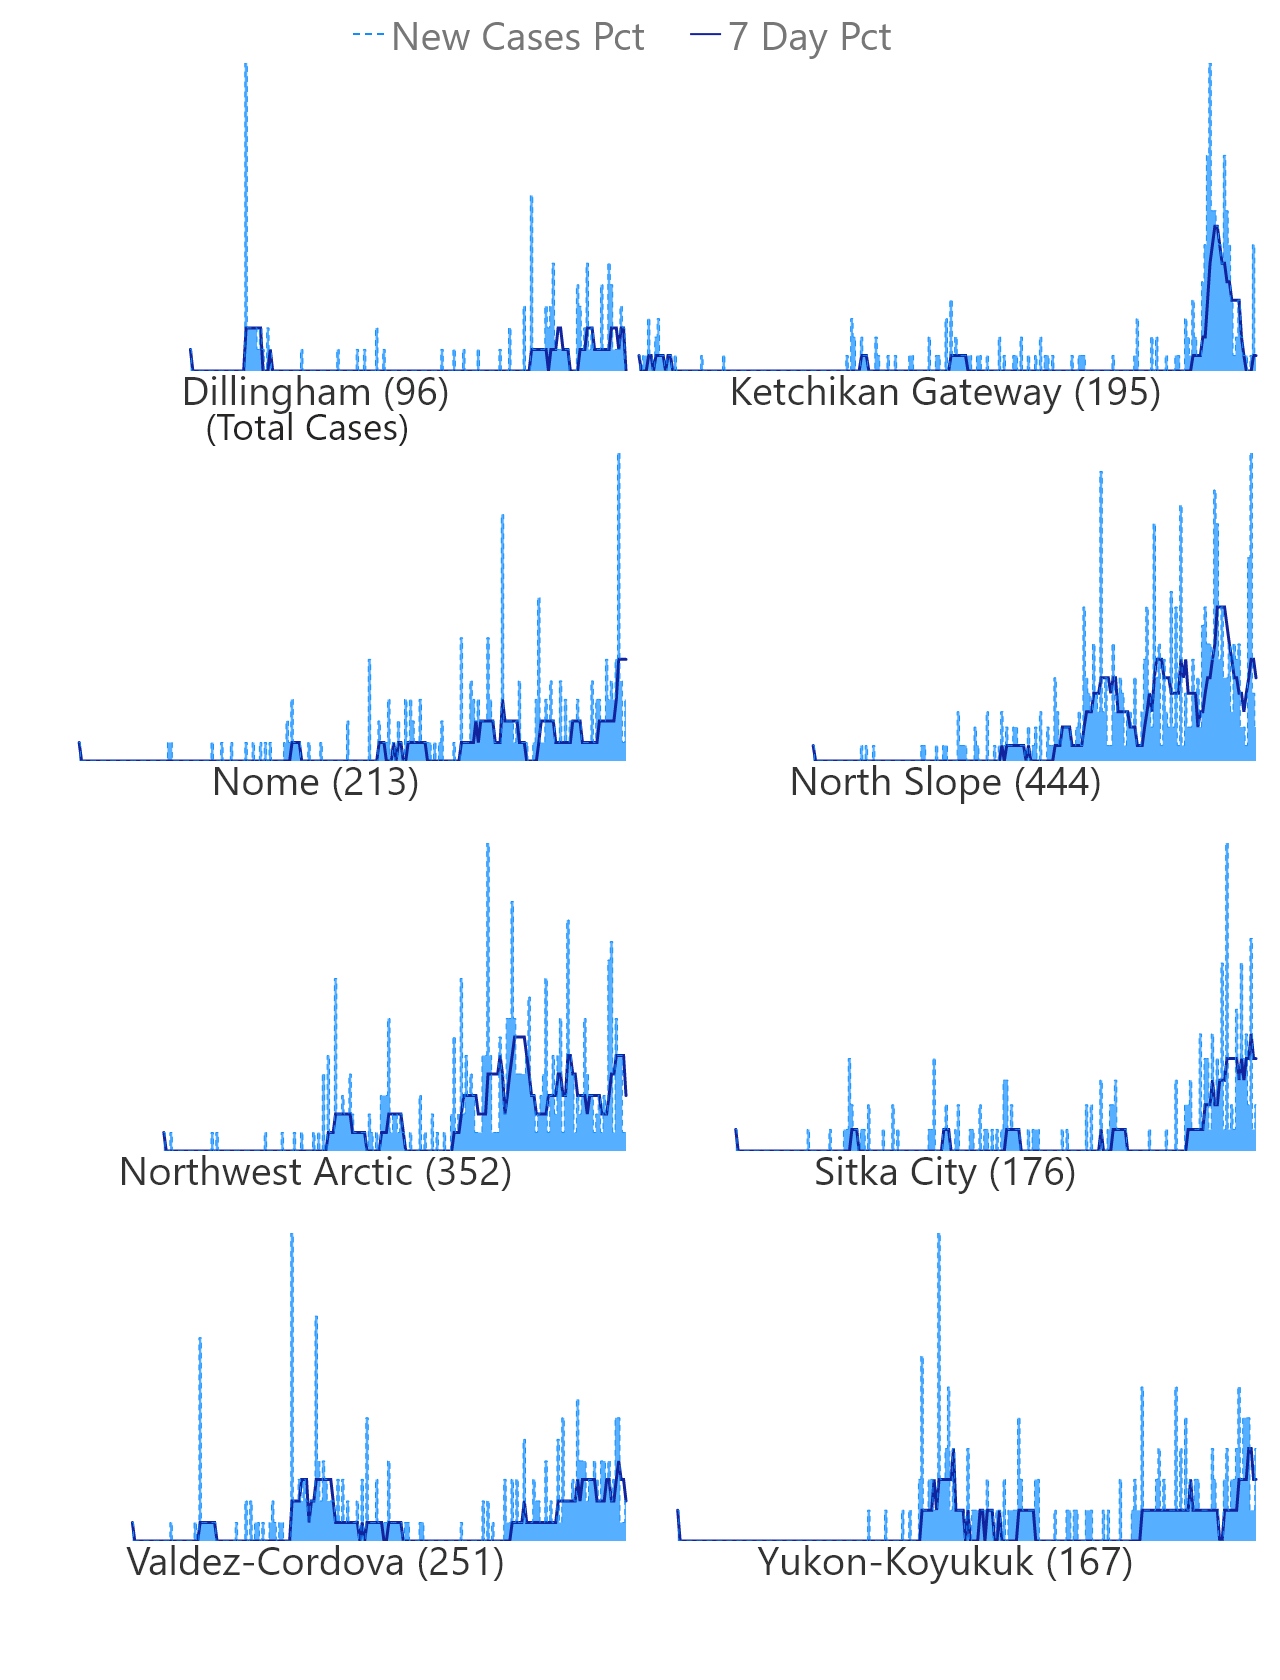 New Cases Pct 7 Day Pct
Dillingham (96) Ketchikan Gateway (195)
(Total Cases)
Nome (213) North Slope (444)
Northwest Arctic (352) Sitka City (176)
Valdez-Cordova (251) Yukon-Koyukuk (167)